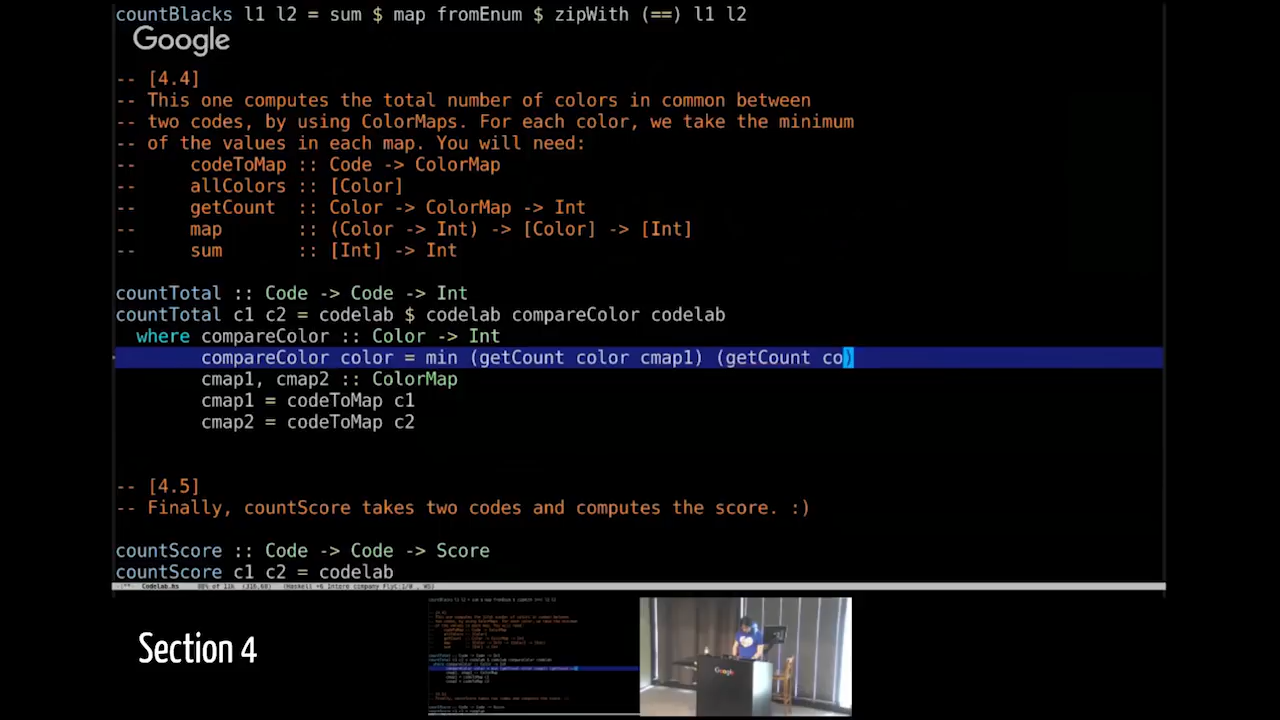 countBlacks l1 l2 = sum $ map fromEnum $ zipWith (==) l1 l2
Google
-- [4.4]
-- This one computes the total number of colors in common between
-- two codes, by using ColorMaps. For each color, we take the minimum
-- of the values in each map. You will need:
--     codeToMap :: Code -> ColorMap
--     allColors :: [Color]
--     getCount  :: Color -> ColorMap -> Int
--     map       :: (Color -> Int) -> [Color] -> [Int]
--     sum       :: [Int] -> Int
countTotal :: Code -> Code -> Int
countTotal c1 c2 = codelab $ codelab compareColor codelab
  where compareColor :: Color -> Int
        compareColor color = min (getCount color cmap1) (getCount co)
        cmap1, cmap2 :: ColorMap
        cmap1 = codeToMap c1
        cmap2 = codeToMap c2
-- [4.5]
-- Finally, countScore takes two codes and computes the score. :)
countScore :: Code -> Code -> Score
countScore c1 c2 = codelab
Section 4
Google